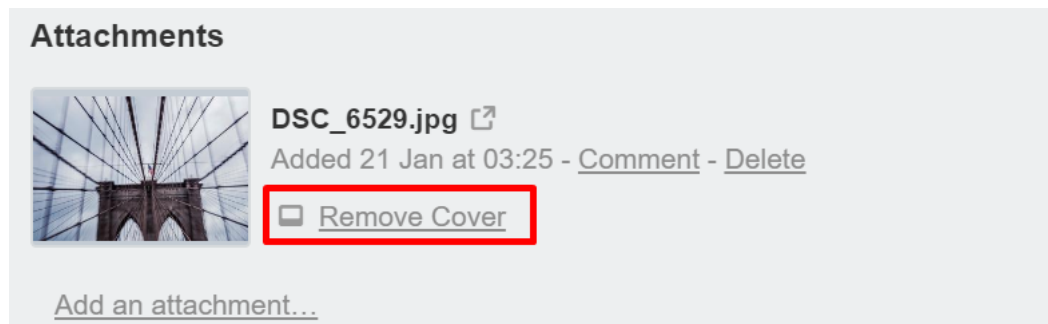 Attachments
DSC_6529.jpg
Added 21 Jan at 03:25 - Comment - Delete
Remove Cover
Add an attachment…